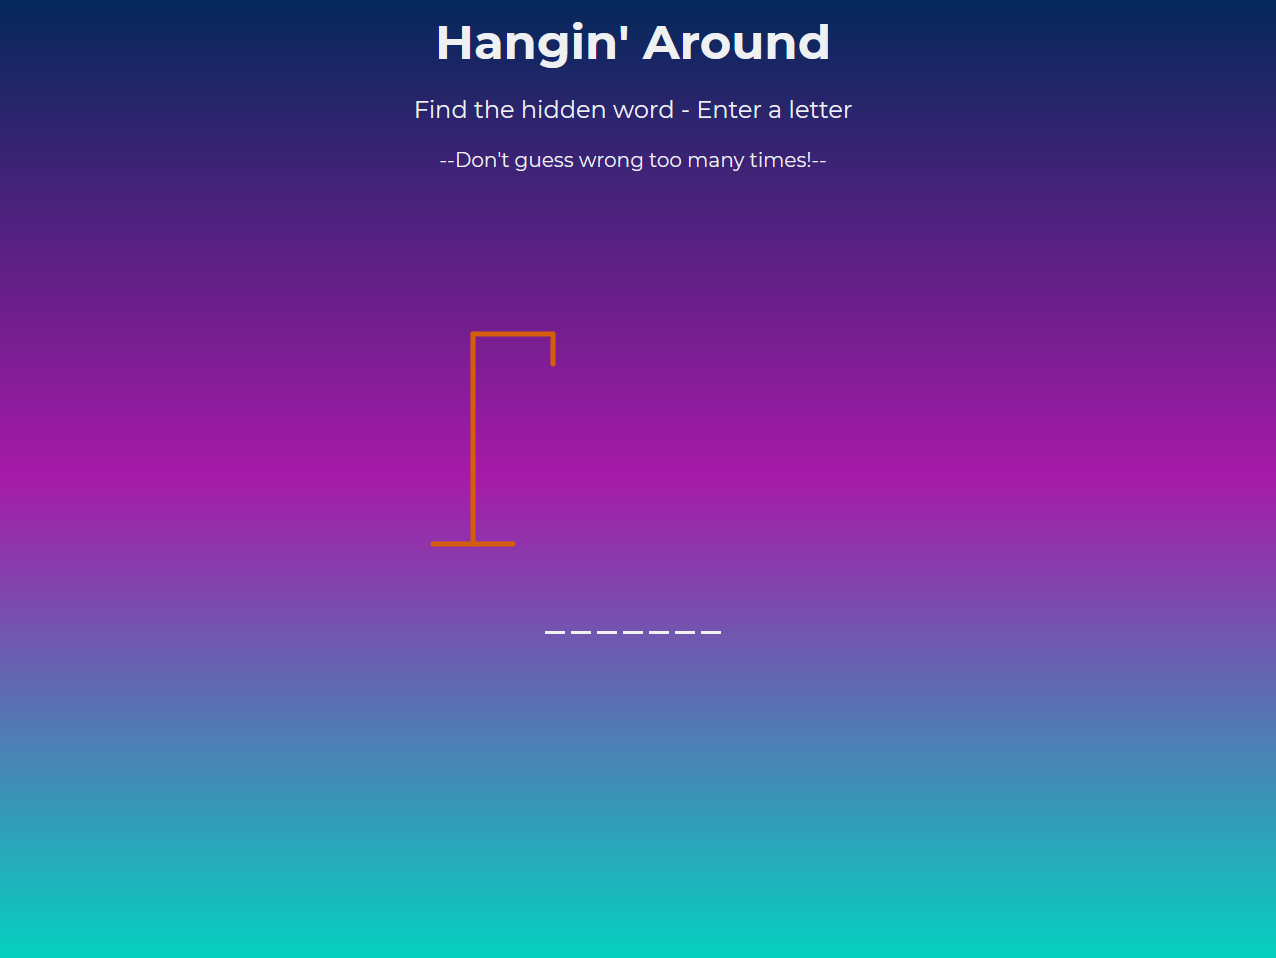 Hangin' Around
Find the hidden word - Enter a letter
--Don't guess wrong too many times!--